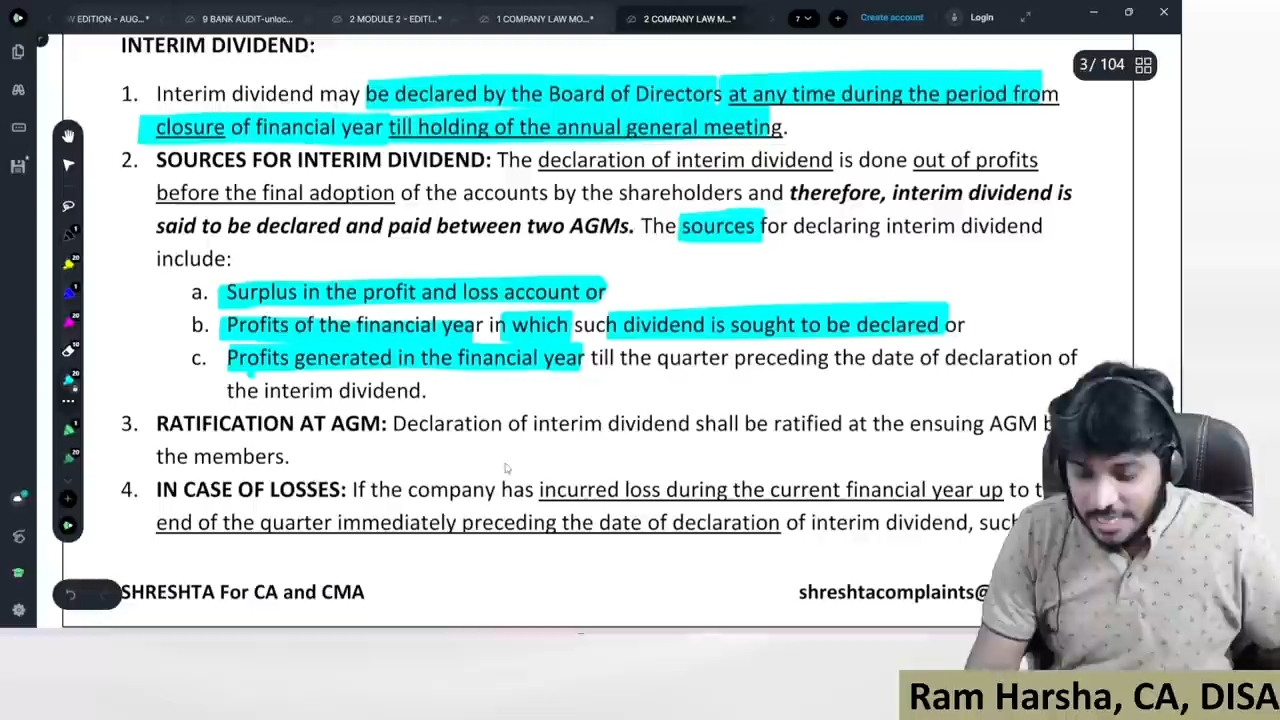 W EDITION - AUG...* 9 BANK AUDIT-unloc... 2 MODULE 2 - EDITI...* 1 COMPANY LAW MO...* 2 COMPANY LAW M...* 7 Create account Login
INTERIM DIVIDEND:
3 / 104
1. Interim dividend may be declared by the Board of Directors at any time during the period from
closure of financial year till holding of the annual general meeting.
2. SOURCES FOR INTERIM DIVIDEND: The declaration of interim dividend is done out of profits
before the final adoption of the accounts by the shareholders and therefore, interim dividend is
said to be declared and paid between two AGMs. The sources for declaring interim dividend
include:
a. Surplus in the profit and loss account or
b. Profits of the financial year in which such dividend is sought to be declared or
c. Profits generated in the financial year till the quarter preceding the date of declaration of
the interim dividend.
3. RATIFICATION AT AGM: Declaration of interim dividend shall be ratified at the ensuing AGM
the members.
4. IN CASE OF LOSSES: If the company has incurred loss during the current financial year up to
end of the quarter immediately preceding the date of declaration of interim dividend, such
SHRESHTA For CA and CMA
shreshtacomplaints@
Ram Harsha, CA, DISA